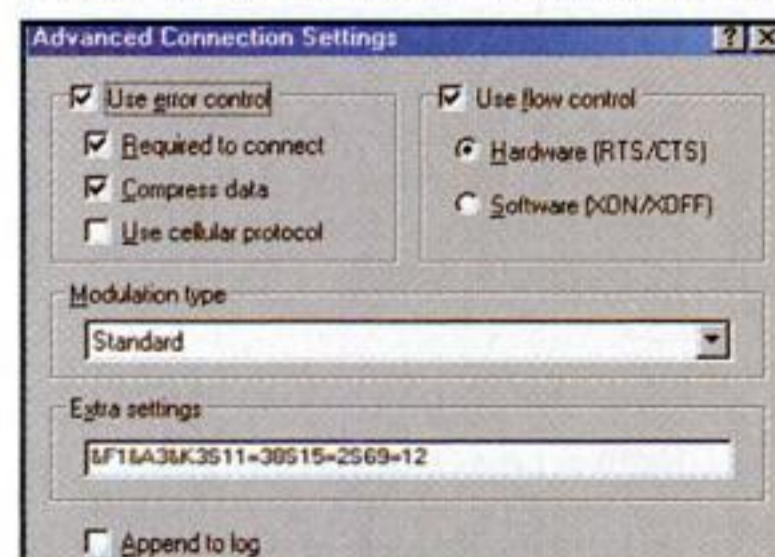 Advanced Connection Settings
Use error control
Required to connect
Compress data
Use cellular protocol
Use flow control
Hardware (RTS/CTS)
Software (XON/XOFF)
Modulation type
Standard
Extra settings
&F1&A3&K3S11=38S15=2S69=12
Append to log